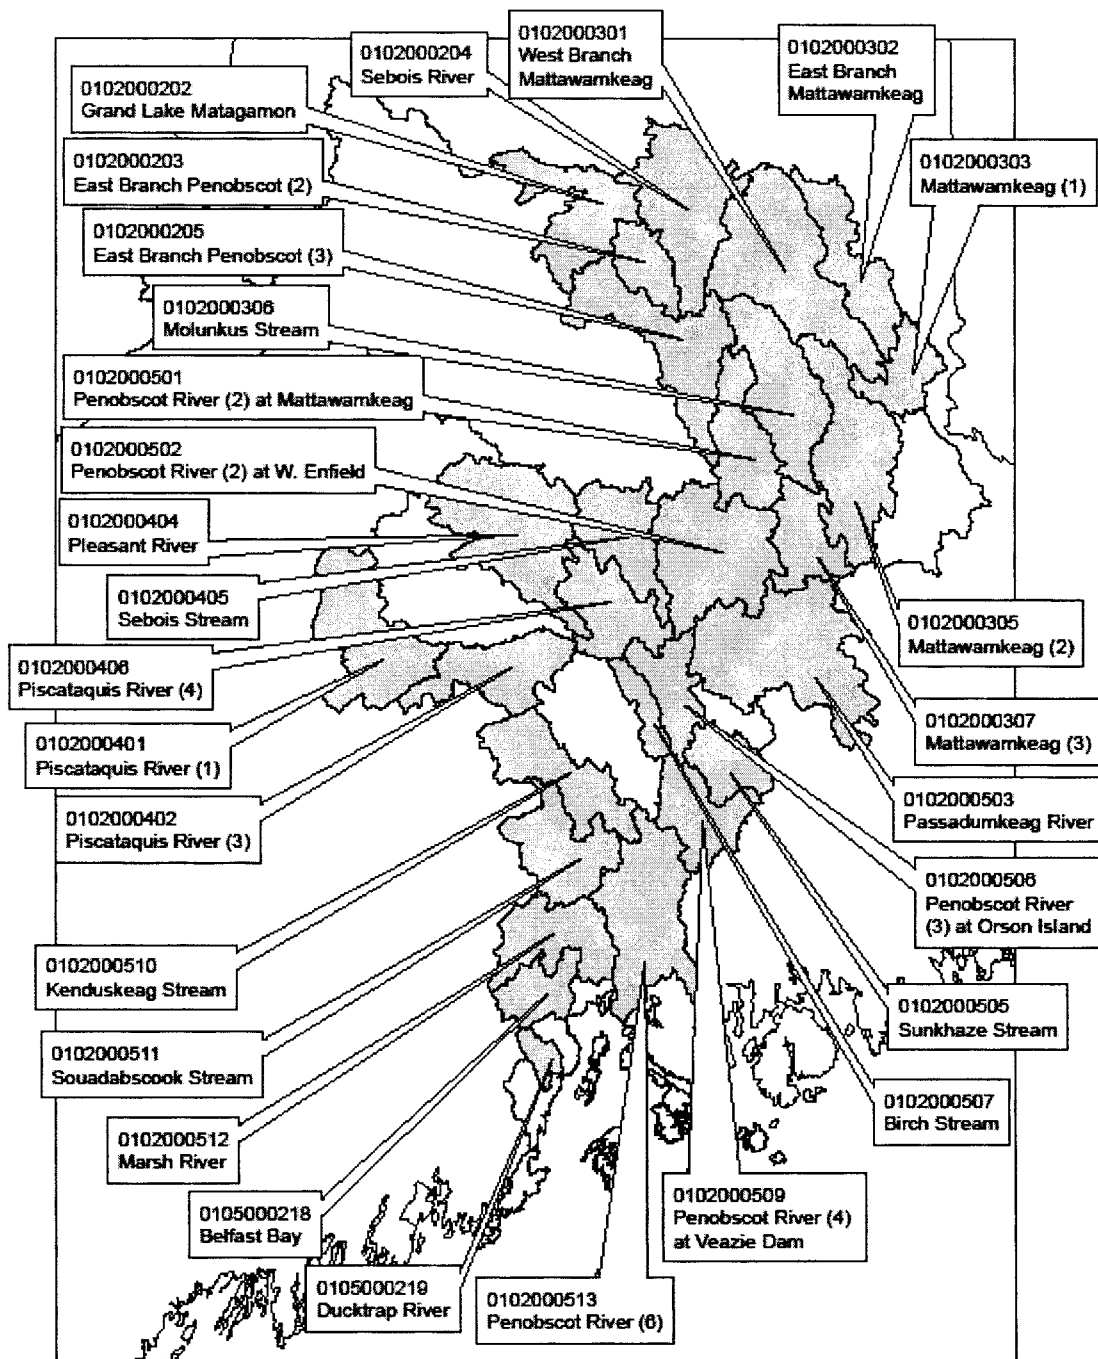 0102000301
West Branch
Mattawamkeag
0102000302
East Branch
Mattawamkeag
0102000204
Sebois River
0102000202
Grand Lake Matagamon
0102000303
Mattawamkeag (1)
0102000203
East Branch Penobscot (2)
0102000205
East Branch Penobscot (3)
0102000306
Molunkus Stream
0102000501
Penobscot River (2) at Mattawamkeag
0102000502
Penobscot River (2) at W. Enfield
0102000404
Pleasant River
0102000405
Sebois Stream
0102000305
Mattawamkeag (2)
0102000406
Piscataquis River (4)
0102000307
Mattawamkeag (3)
0102000401
Piscataquis River (1)
0102000503
Passadumkeag River
0102000402
Piscataquis River (3)
0102000506
Penobscot River
(3) at Orson Island
0102000510
Kenduskeag Stream
0102000505
Sunkhaze Stream
0102000511
Souadabscook Stream
0102000507
Birch Stream
0102000512
Marsh River
0102000509
Penobscot River (4)
at Veazie Dam
0105000218
Belfast Bay
0105000219
Ducktrap River
0102000513
Penobscot River (6)